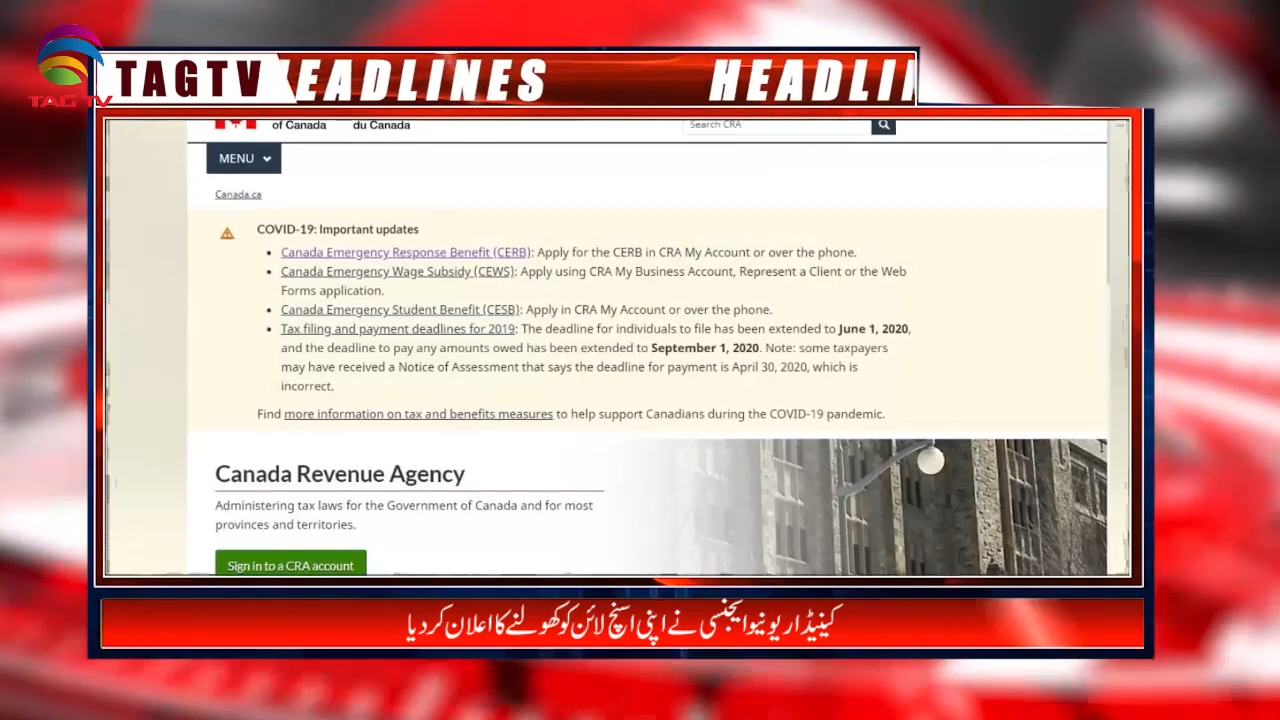 TAG TV
TAGTV
EADLINES
HEADLI
of Canada du Canada
Search CRA
MENU
Canada.ca
COVID-19: Important updates
• Canada Emergency Response Benefit (CERB): Apply for the CERB in CRA My Account or over the phone.
• Canada Emergency Wage Subsidy (CEWS): Apply using CRA My Business Account, Represent a Client or the Web
Forms application.
• Canada Emergency Student Benefit (CESB): Apply in CRA My Account or over the phone.
• Tax filing and payment deadlines for 2019: The deadline for individuals to file has been extended to June 1, 2020,
and the deadline to pay any amounts owed has been extended to September 1, 2020. Note: some taxpayers
may have received a Notice of Assessment that says the deadline for payment is April 30, 2020, which is
incorrect.
Find more information on tax and benefits measures to help support Canadians during the COVID-19 pandemic.
Canada Revenue Agency
Administering tax laws for the Government of Canada and for most
provinces and territories.
Sign in to a CRA account
کینیڈا ریونیو ایجنسی نے اپنی اسنچ لائن کو کھولنے کا اعلان کر دیا